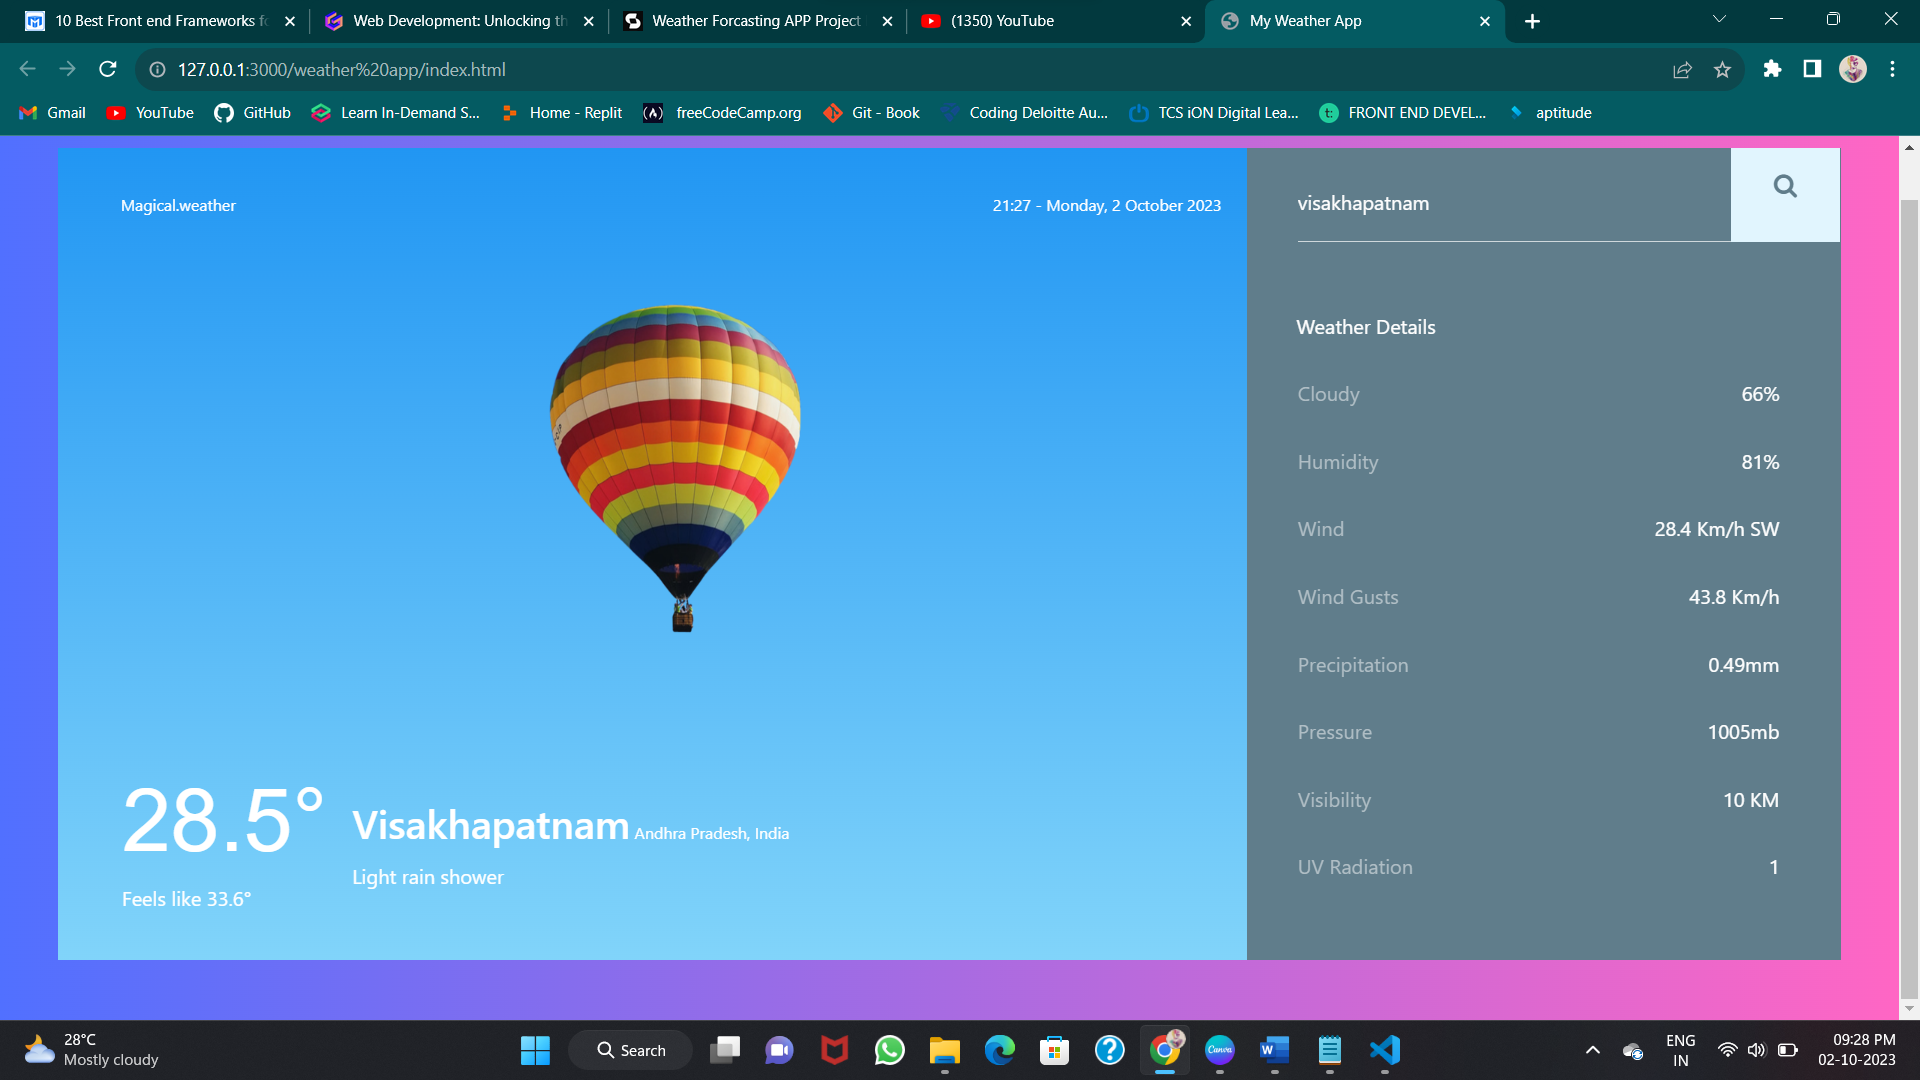 10 Best Front end Frameworks fo
Web Development: Unlocking th
Weather Forcasting APP Project
(1350) YouTube
My Weather App
127.0.0.1:3000/weather%20app/index.html
Gmail
YouTube
GitHub
Learn In-Demand S...
Home - Replit
freeCodeCamp.org
Git - Book
Coding Deloitte Au...
TCS iON Digital Lea...
FRONT END DEVEL...
aptitude
Magical.weather
21:27 - Monday, 2 October 2023
visakhapatnam
Weather Details
Cloudy 66%
Humidity 81%
Wind 28.4 Km/h SW
Wind Gusts 43.8 Km/h
Precipitation 0.49mm
Pressure 1005mb
Visibility 10 KM
UV Radiation 1
28.5°
Feels like 33.6°
Visakhapatnam Andhra Pradesh, India
Light rain shower
28°C
Mostly cloudy
Search
Canva
ENG
IN
09:28 PM
02-10-2023